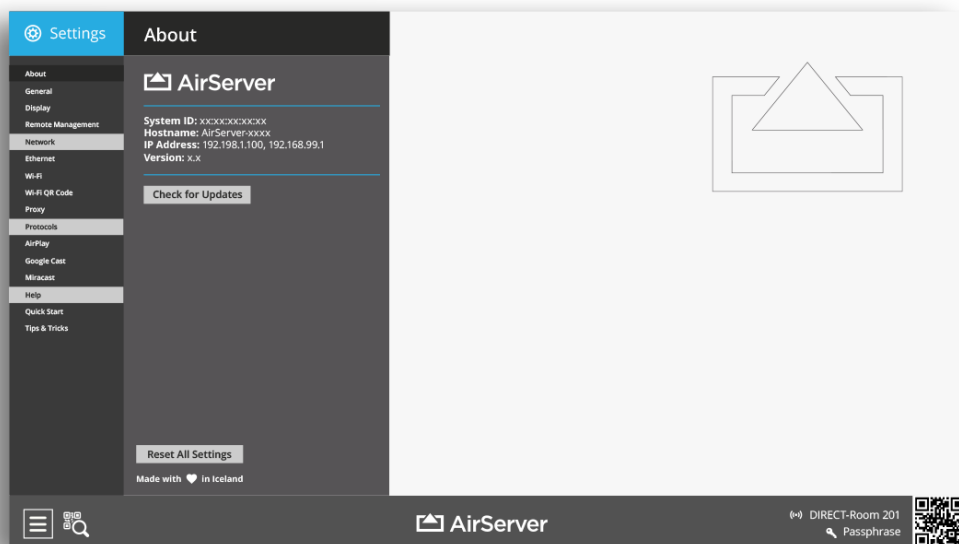 Settings
About
About
General
Display
Remote Management
Network
Ethernet
Wi-Fi
Wi-Fi QR Code
Proxy
Protocols
AirPlay
Google Cast
Miracast
Help
Quick Start
Tips & Tricks
AirServer
System ID: xx:xx:xx:xx:xx
Hostname: AirServer-xxxx
IP Address: 192.198.1.100, 192.168.99.1
Version: x.x
Check for Updates
Reset All Settings
Made with in Iceland
AirServer
DIRECT-Room 201
Passphrase